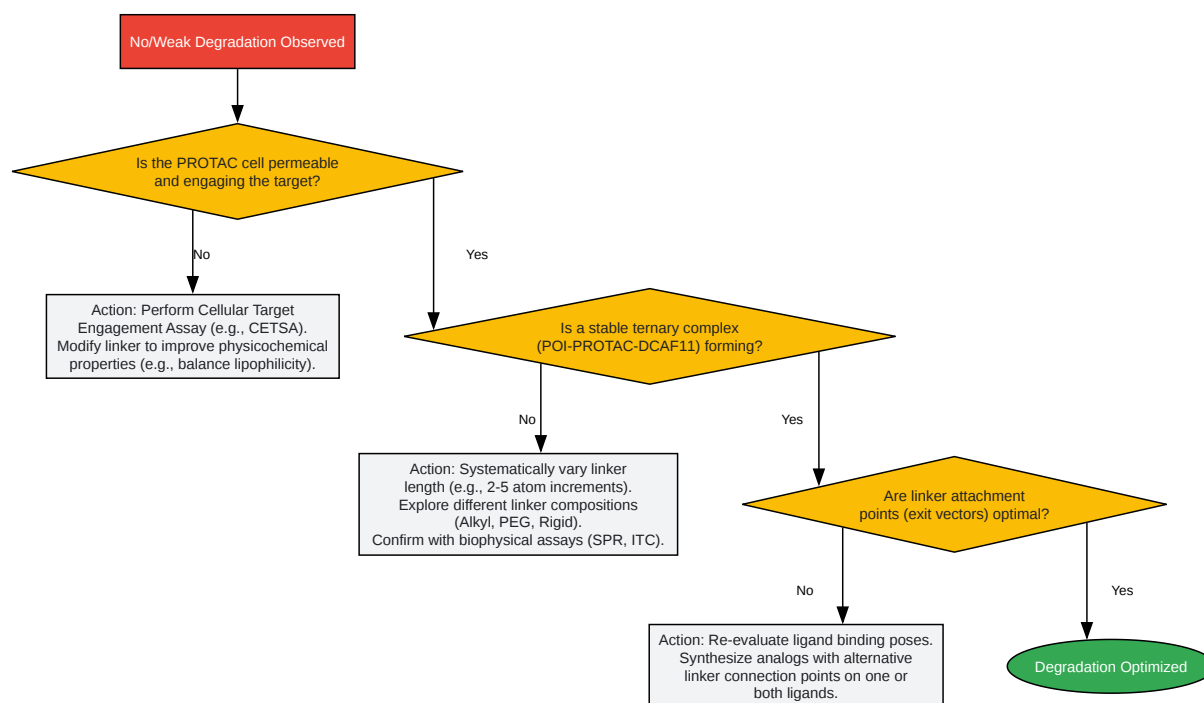 No/Weak Degradation Observed
Is the PROTAC cell permeable
and engaging the target?
No
Yes
Action: Perform Cellular Target
Engagement Assay (e.g., CETSA).
Modify linker to improve physicochemical
properties (e.g., balance lipophilicity).
Is a stable ternary complex
(POI-PROTAC-DCAF11) forming?
No
Yes
Action: Systematically vary linker
length (e.g., 2-5 atom increments).
Explore different linker compositions
(Alkyl, PEG, Rigid).
Confirm with biophysical assays (SPR, ITC).
Are linker attachment
points (exit vectors) optimal?
No
Yes
Action: Re-evaluate ligand binding poses.
Synthesize analogs with alternative
linker connection points on one or
both ligands.
Degradation Optimized